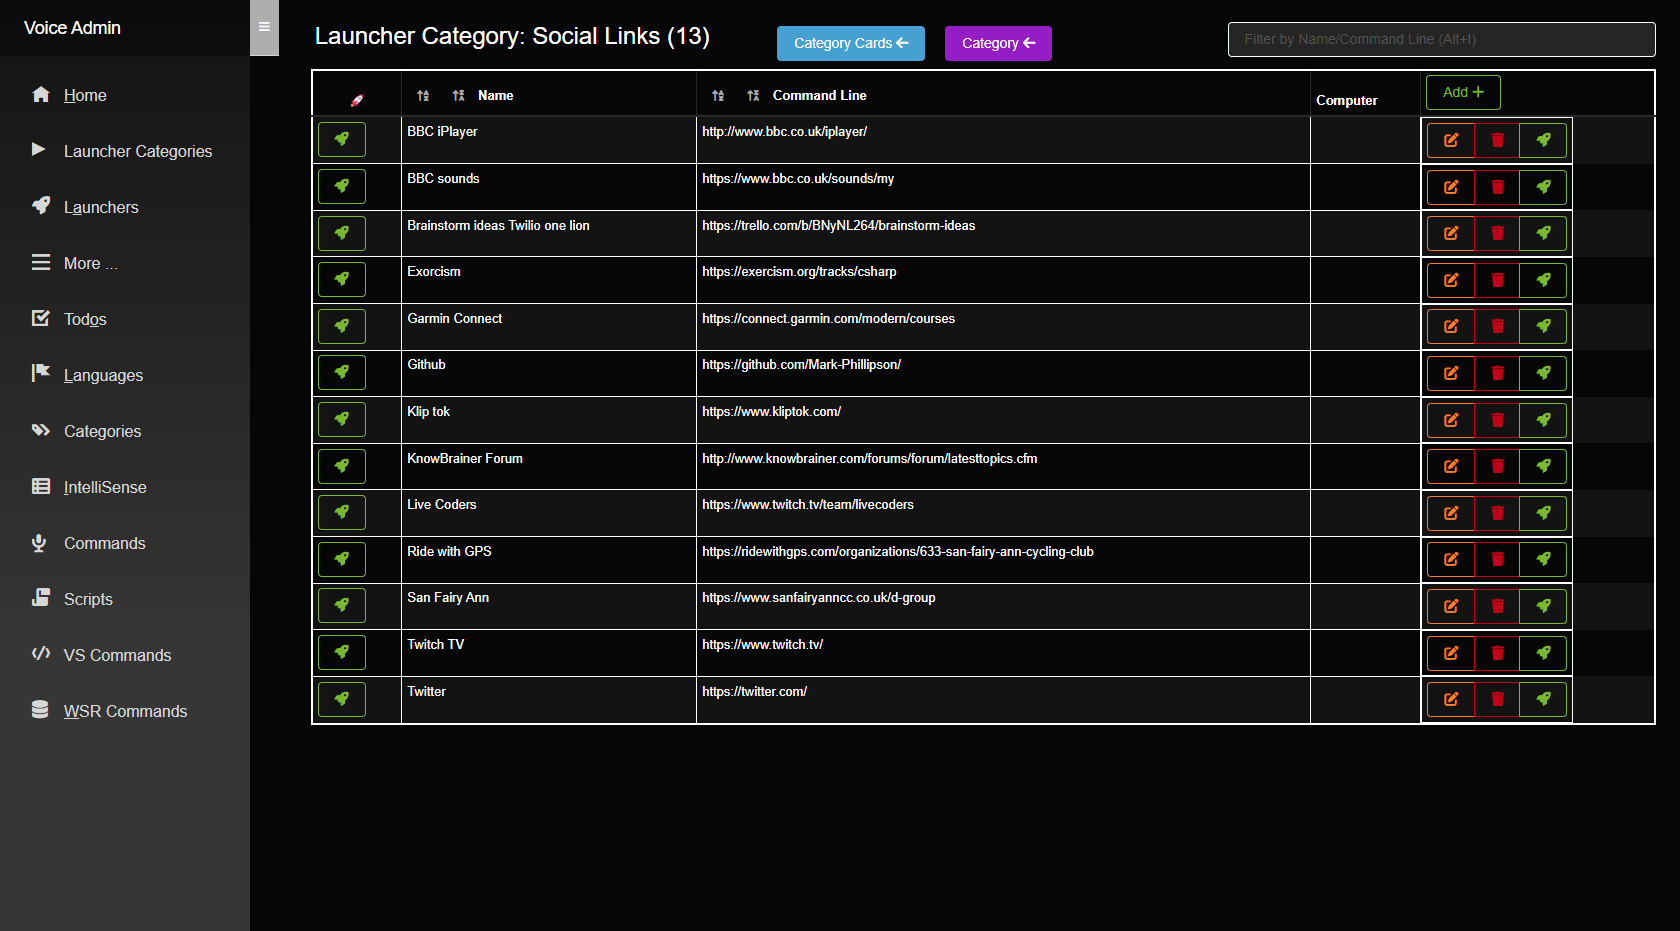 Voice Admin
Home
Launcher Categories
Launchers
More ...
Todos
Languages
Categories
IntelliSense
Commands
Scripts
VS Commands
WSR Commands
Launcher Category: Social Links (13)
Category Cards
Category
Filter by Name/Command Line (Alt+I)
Name Command Line Computer Add
BBC iPlayer http://www.bbc.co.uk/iplayer/
BBC sounds https://www.bbc.co.uk/sounds/my
Brainstorm ideas Twilio one lion https://trello.com/b/BNyNL264/brainstorm-ideas
Exorcism https://exercism.org/tracks/csharp
Garmin Connect https://connect.garmin.com/modern/courses
Github https://github.com/Mark-Phillipson/
Klip tok https://www.kliptok.com/
KnowBrainer Forum http://www.knowbrainer.com/forums/forum/latesttopics.cfm
Live Coders https://www.twitch.tv/team/livecoders
Ride with GPS https://ridewithgps.com/organizations/633-san-fairy-ann-cycling-club
San Fairy Ann https://www.sanfairyanncc.co.uk/d-group
Twitch TV https://www.twitch.tv/
Twitter https://twitter.com/